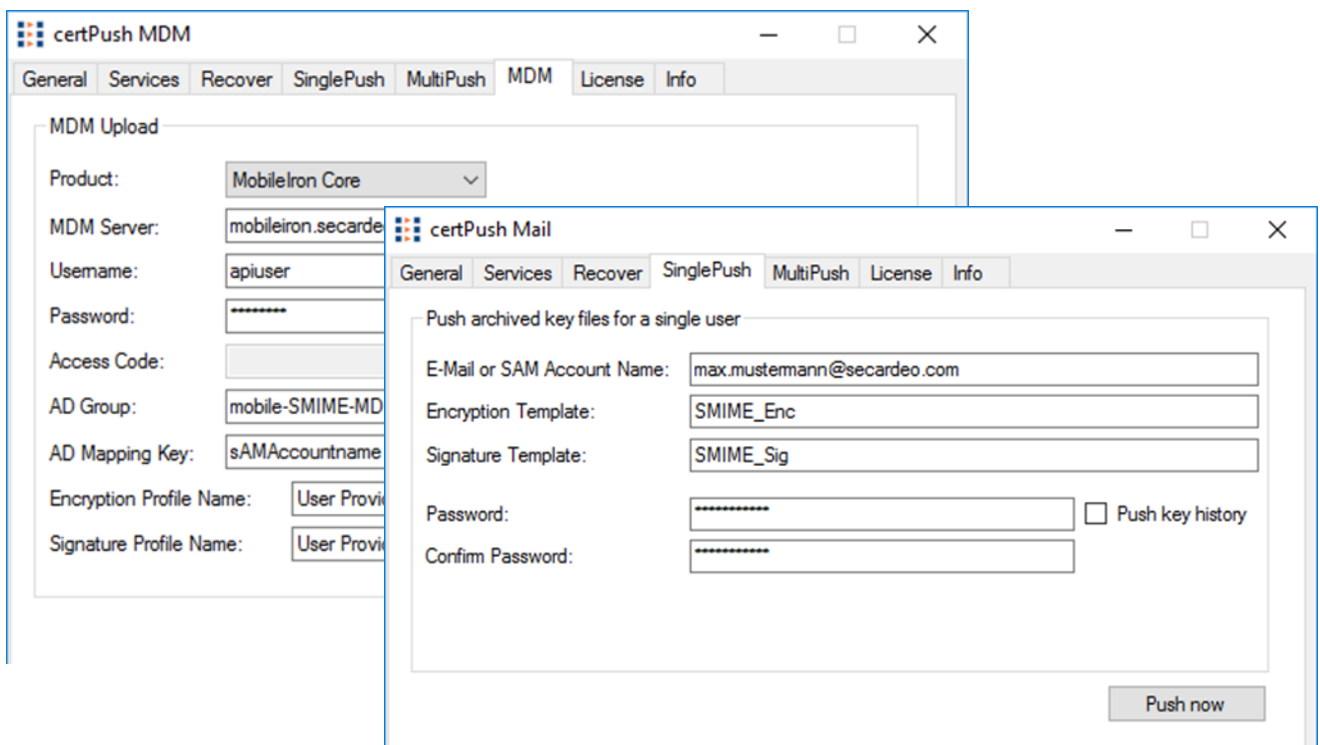 certPush MDM
General Services Recover SinglePush MultiPush MDM License Info
MDM Upload
Product: MobileIron Core
MDM Server: mobileiron.secarde
Username: apiuser
Password: ********
Access Code:
AD Group: mobile-SMIME-MD
AD Mapping Key: sAMAccountname
Encryption Profile Name: User Provi
Signature Profile Name: User Provi
certPush Mail
General Services Recover SinglePush MultiPush License Info
Push archived key files for a single user
E-Mail or SAM Account Name: max.mustermann@secardeo.com
Encryption Template: SMIME_Enc
Signature Template: SMIME_Sig
Password: *********** Push key history
Confirm Password: ***********
Push now